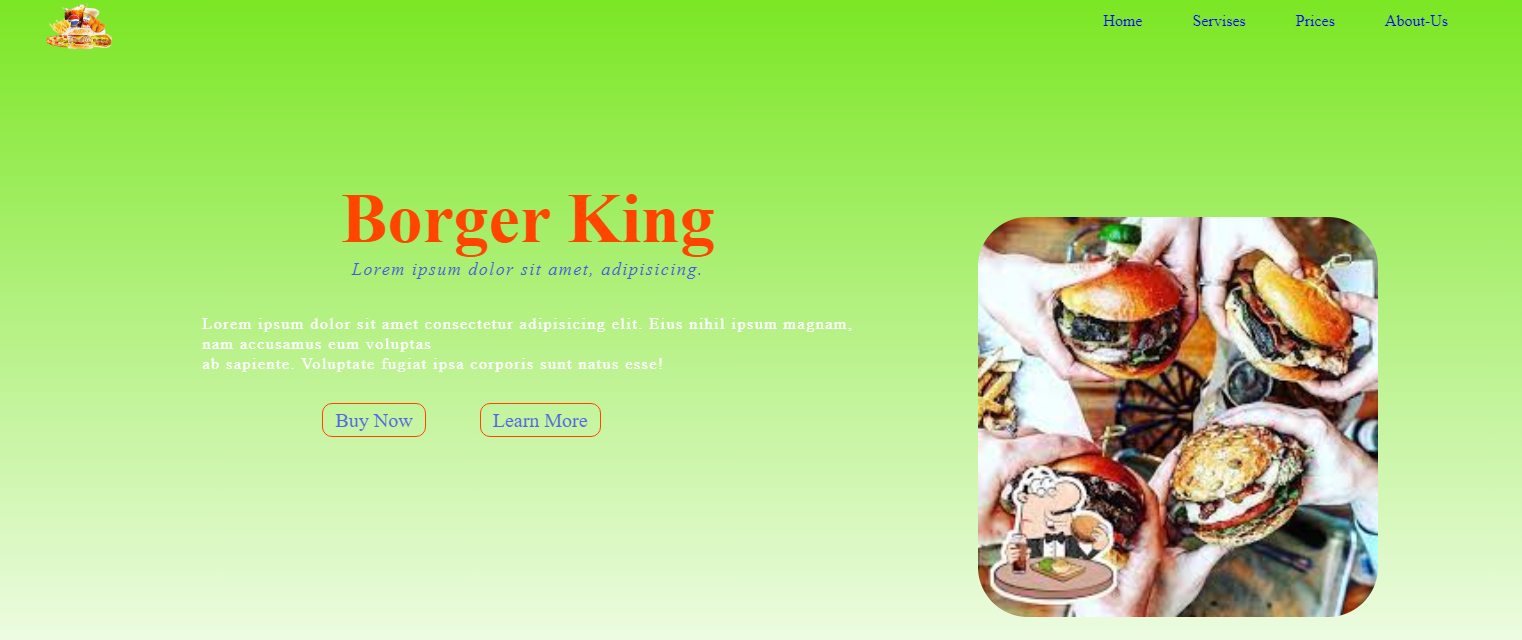 Home Servises Prices About-Us
Borger King
Lorem ipsum dolor sit amet, adipisicing.
Lorem ipsum dolor sit amet consectetur adipisicing elit. Eius nihil ipsum magnam,
nam accusamus eum voluptas
ab sapiente. Voluptate fugiat ipsa corporis sunt natus esse!
Buy Now Learn More